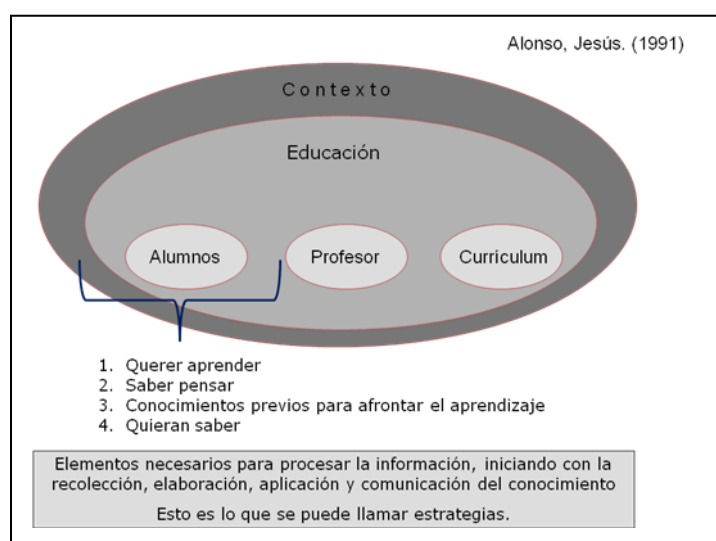 Alonso, Jesús. (1991)
Contexto
Educación
Alumnos
Profesor
Curriculum
1. Querer aprender
2. Saber pensar
3. Conocimientos previos para afrontar el aprendizaje
4. Quieran saber
Elementos necesarios para procesar la información, iniciando con la
recolección, elaboración, aplicación y comunicación del conocimiento
Esto es lo que se puede llamar estrategias.